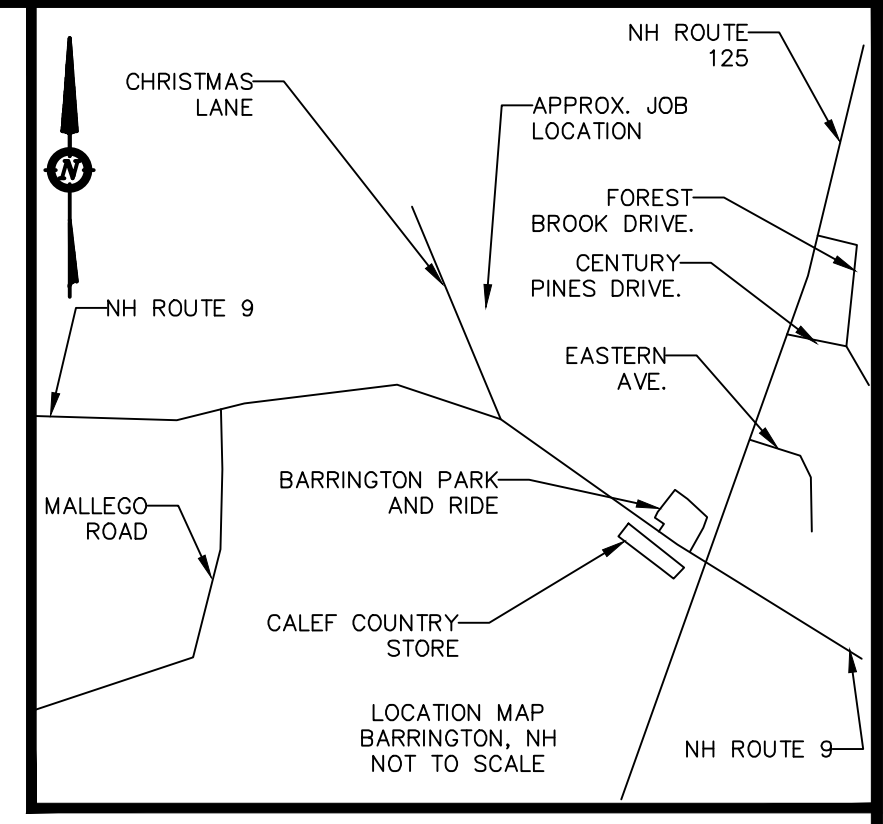 NH ROUTE
125
CHRISTMAS
LANE
APPROX. JOB
LOCATION
N
FOREST
BROOK DRIVE.
CENTURY
PINES DRIVE.
NH ROUTE 9
EASTERN
AVE.
BARRINGTON PARK
AND RIDE
MALLEGO
ROAD
CALEF COUNTRY
STORE
LOCATION MAP
BARRINGTON, NH
NOT TO SCALE
NH ROUTE 9